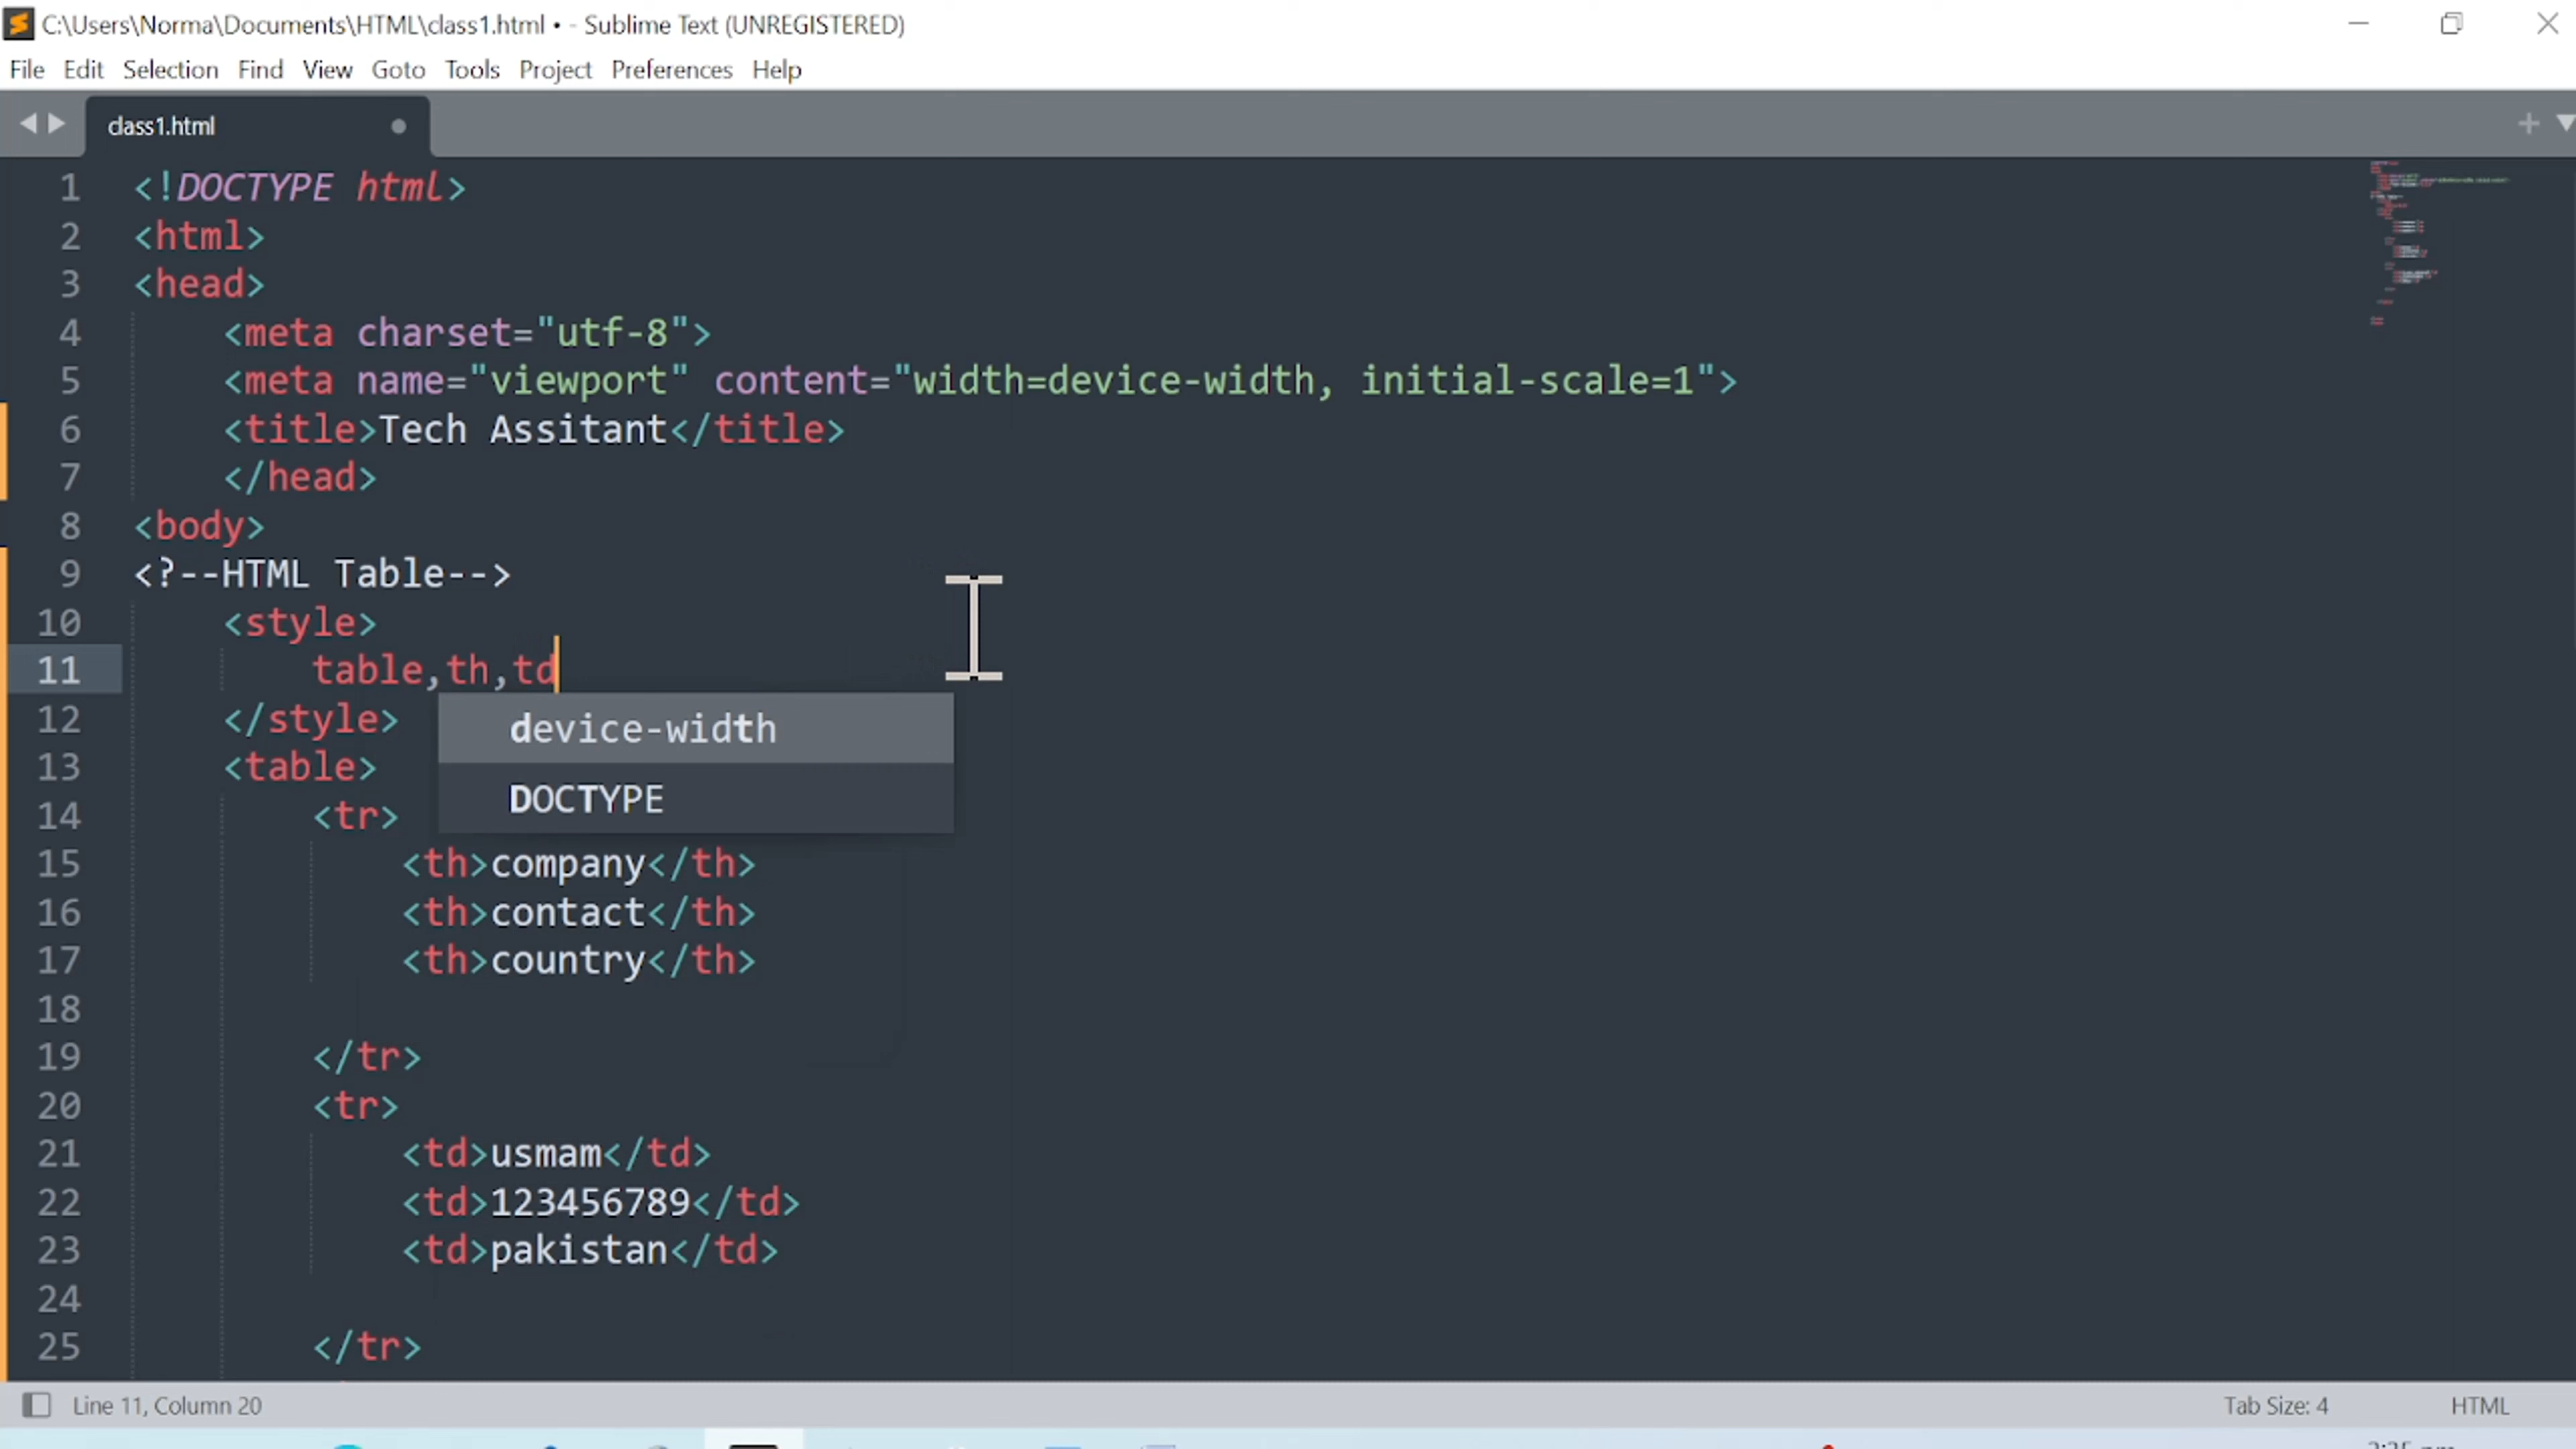 C:\Users\Norma\Documents\HTML\class1.html • - Sublime Text (UNREGISTERED)
File Edit Selection Find View Goto Tools Project Preferences Help
class1.html
1 <!DOCTYPE html>
2 <html>
3 <head>
4 <meta charset="utf-8">
5 <meta name="viewport" content="width=device-width, initial-scale=1">
6 <title>Tech Assitant</title>
7 </head>
8 <body>
9 <?--HTML Table-->
10 <style>
11 table,th,td
12 </style>
device-width
13 <table>
DOCTYPE
14 <tr>
15 <th>company</th>
16 <th>contact</th>
17 <th>country</th>
18
19 </tr>
20 <tr>
21 <td>usmam</td>
22 <td>123456789</td>
23 <td>pakistan</td>
24
25 </tr>
Line 11, Column 20 Tab Size: 4 HTML